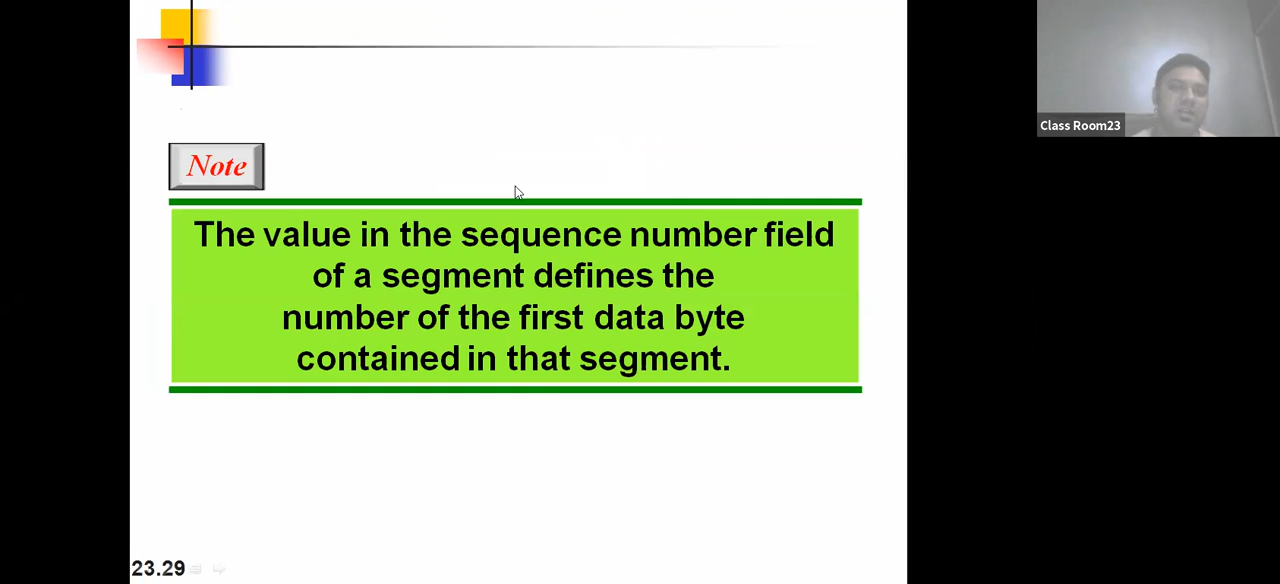 Class Room23
Note
The value in the sequence number field
of a segment defines the
number of the first data byte
contained in that segment.
23.29